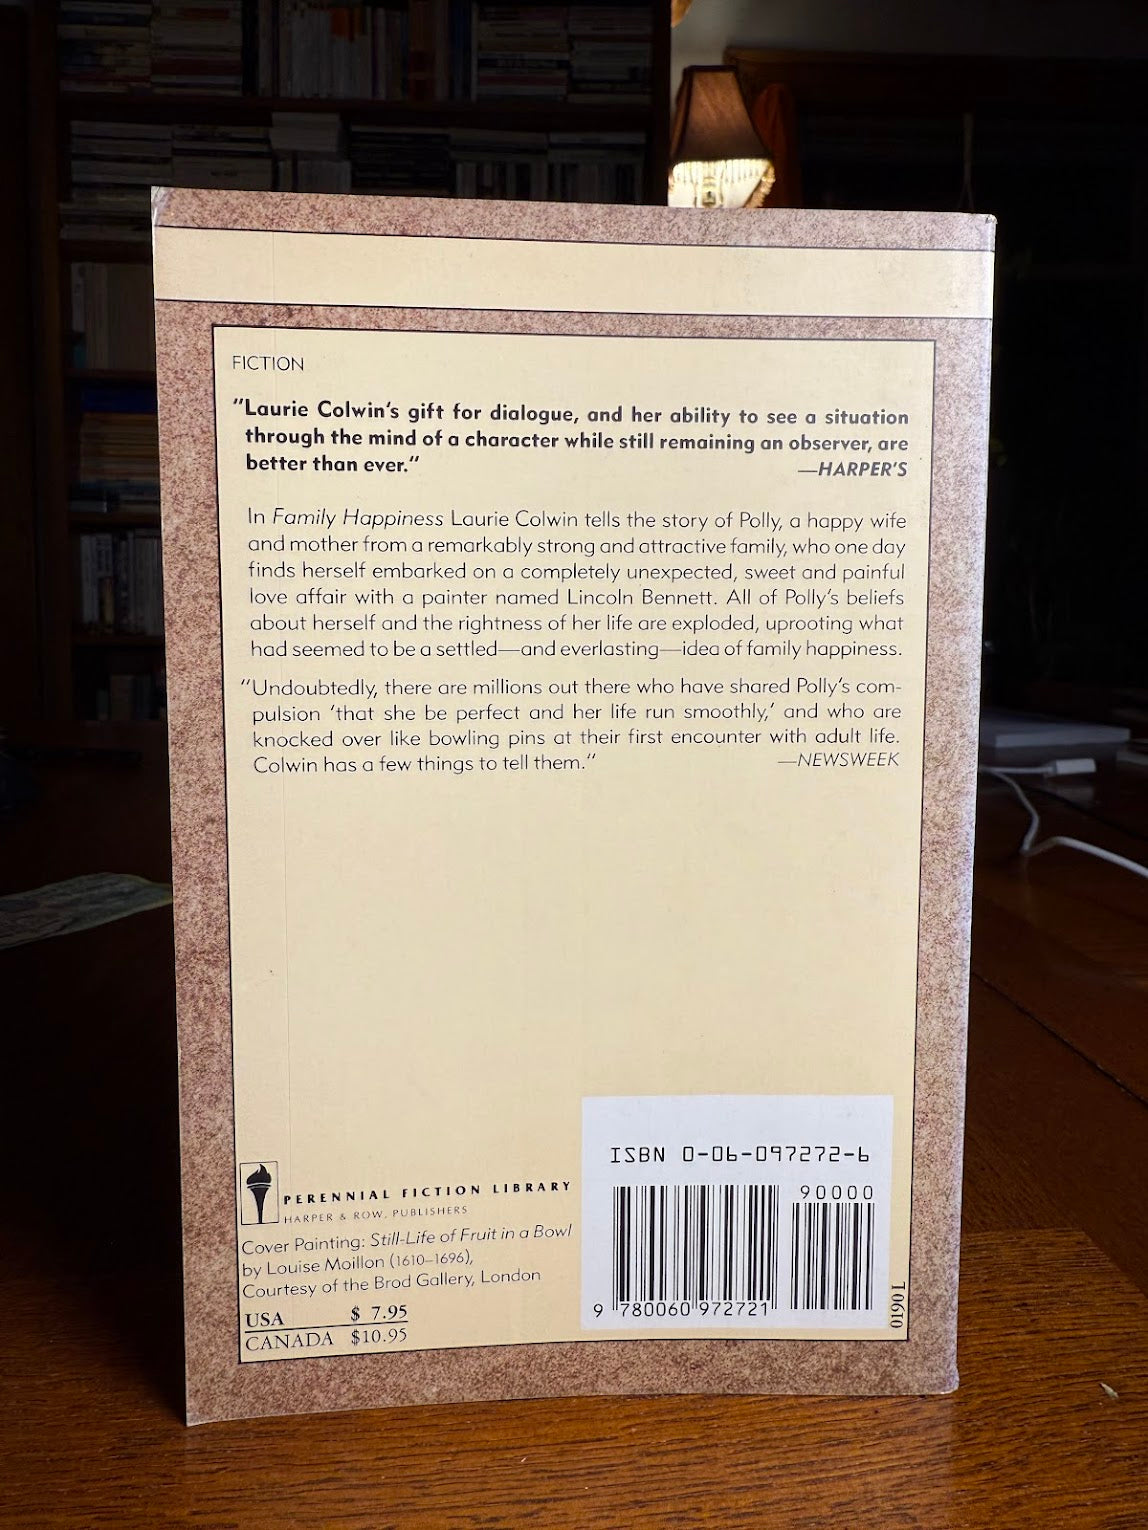 FICTION
"Laurie Colwin's gift for dialogue, and her ability to see a situation
through the mind of a character while still remaining an observer, are
better than ever." —HARPER'S
In Family Happiness Laurie Colwin tells the story of Polly, a happy wife
and mother from a remarkably strong and attractive family, who one day
finds herself embarked on a completely unexpected, sweet and painful
love affair with a painter named Lincoln Bennett. All of Polly's beliefs
about herself and the rightness of her life are exploded, uprooting what
had seemed to be a settled—and everlasting—idea of family happiness.
"Undoubtedly, there are millions out there who have shared Polly's com-
pulsion 'that she be perfect and her life run smoothly,' and who are
knocked over like bowling pins at their first encounter with adult life.
Colwin has a few things to tell them." —NEWSWEEK
PERENNIAL FICTION LIBRARY
HARPER & ROW, PUBLISHERS
Cover Painting: Still-Life of Fruit in a Bowl
by Louise Moillon (1610–1696),
Courtesy of the Brod Gallery, London
USA $ 7.95
CANADA $10.95
ISBN 0-06-097272-6
90000
9 780060 972721
0190L